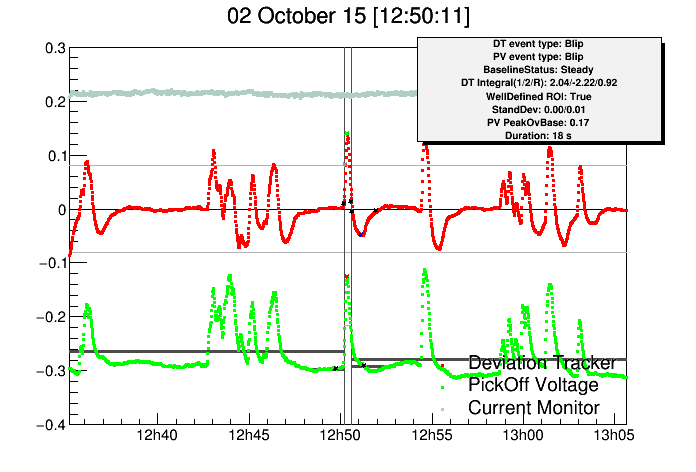 02 October 15 [12:50:11]
DT event type: Blip
PV event type: Blip
BaselineStatus: Steady
DT Integral(1/2/R): 2.04/-2.22/0.92
WellDefined ROI: True
StandDev: 0.00/0.01
PV PeakOvBase: 0.17
Duration: 18 s
0.3
0.2
0.1
0
−0.1
−0.2
−0.3
−0.4
Deviation Tracker
PickOff Voltage
Current Monitor
12h40 12h45 12h50 12h55 13h00 13h05